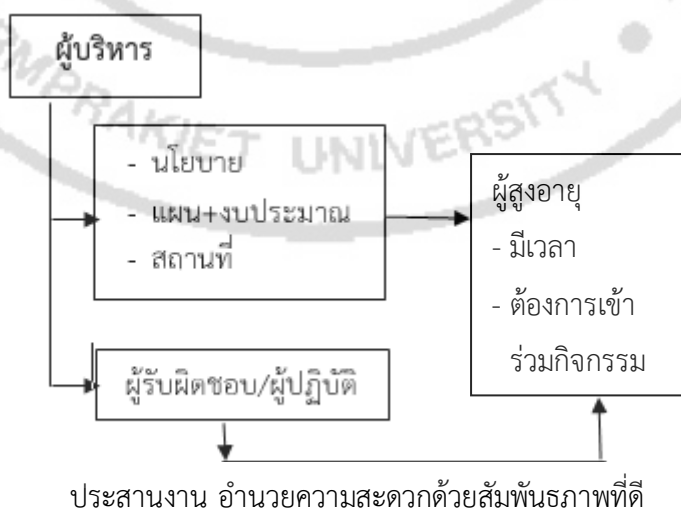 ผู้บริหาร
- นโยบาย
- แผน+งบประมาณ
- สถานที่
ผู้สูงอายุ
- มีเวลา
- ต้องการเข้า
ร่วมกิจกรรม
ผู้รับผิดชอบ/ผู้ปฏิบัติ
ประสานงาน อำนวยความสะดวกด้วยสัมพันธภาพที่ดี
UNIVERSITY